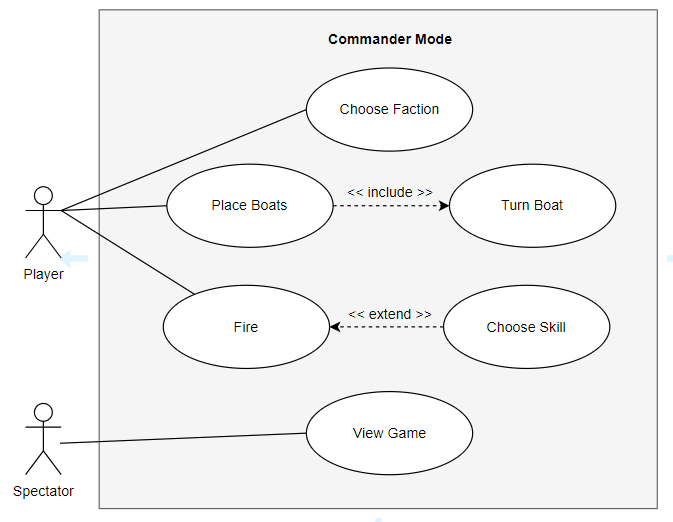 Commander Mode
Choose Faction
Place Boats
<< include >>
Turn Boat
Player
Fire
<< extend >>
Choose Skill
View Game
Spectator